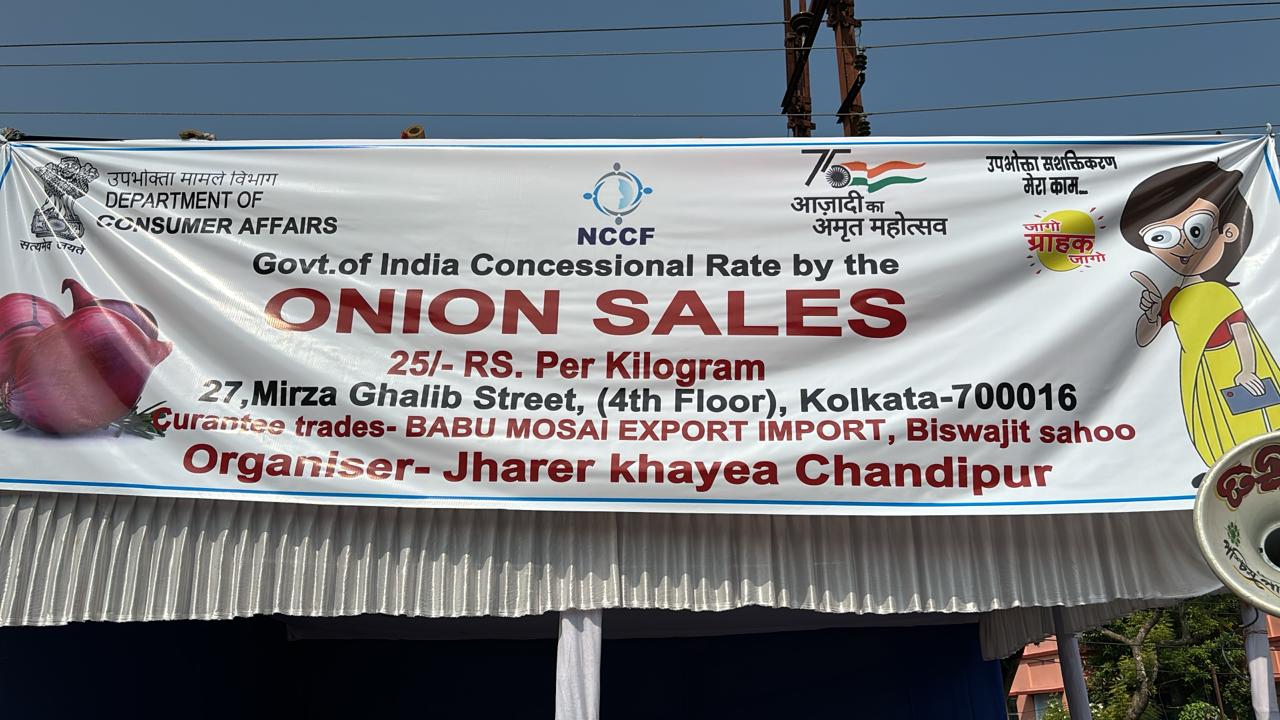 उपभोक्ता मामले विभाग
DEPARTMENT OF
CONSUMER AFFAIRS
सत्यमेव जयते
NCCF
75
आज़ादी का
अमृत महोत्सव
उपभोक्ता सशक्तिकरण
मेरा काम...
जागो
ग्राहक
जागो
Govt.of India Concessional Rate by the
ONION SALES
25/- RS. Per Kilogram
27,Mirza Ghalib Street, (4th Floor), Kolkata-700016
Curantee trades- BABU MOSAI EXPORT IMPORT, Biswajit sahoo
Organiser- Jharer khayea Chandipur